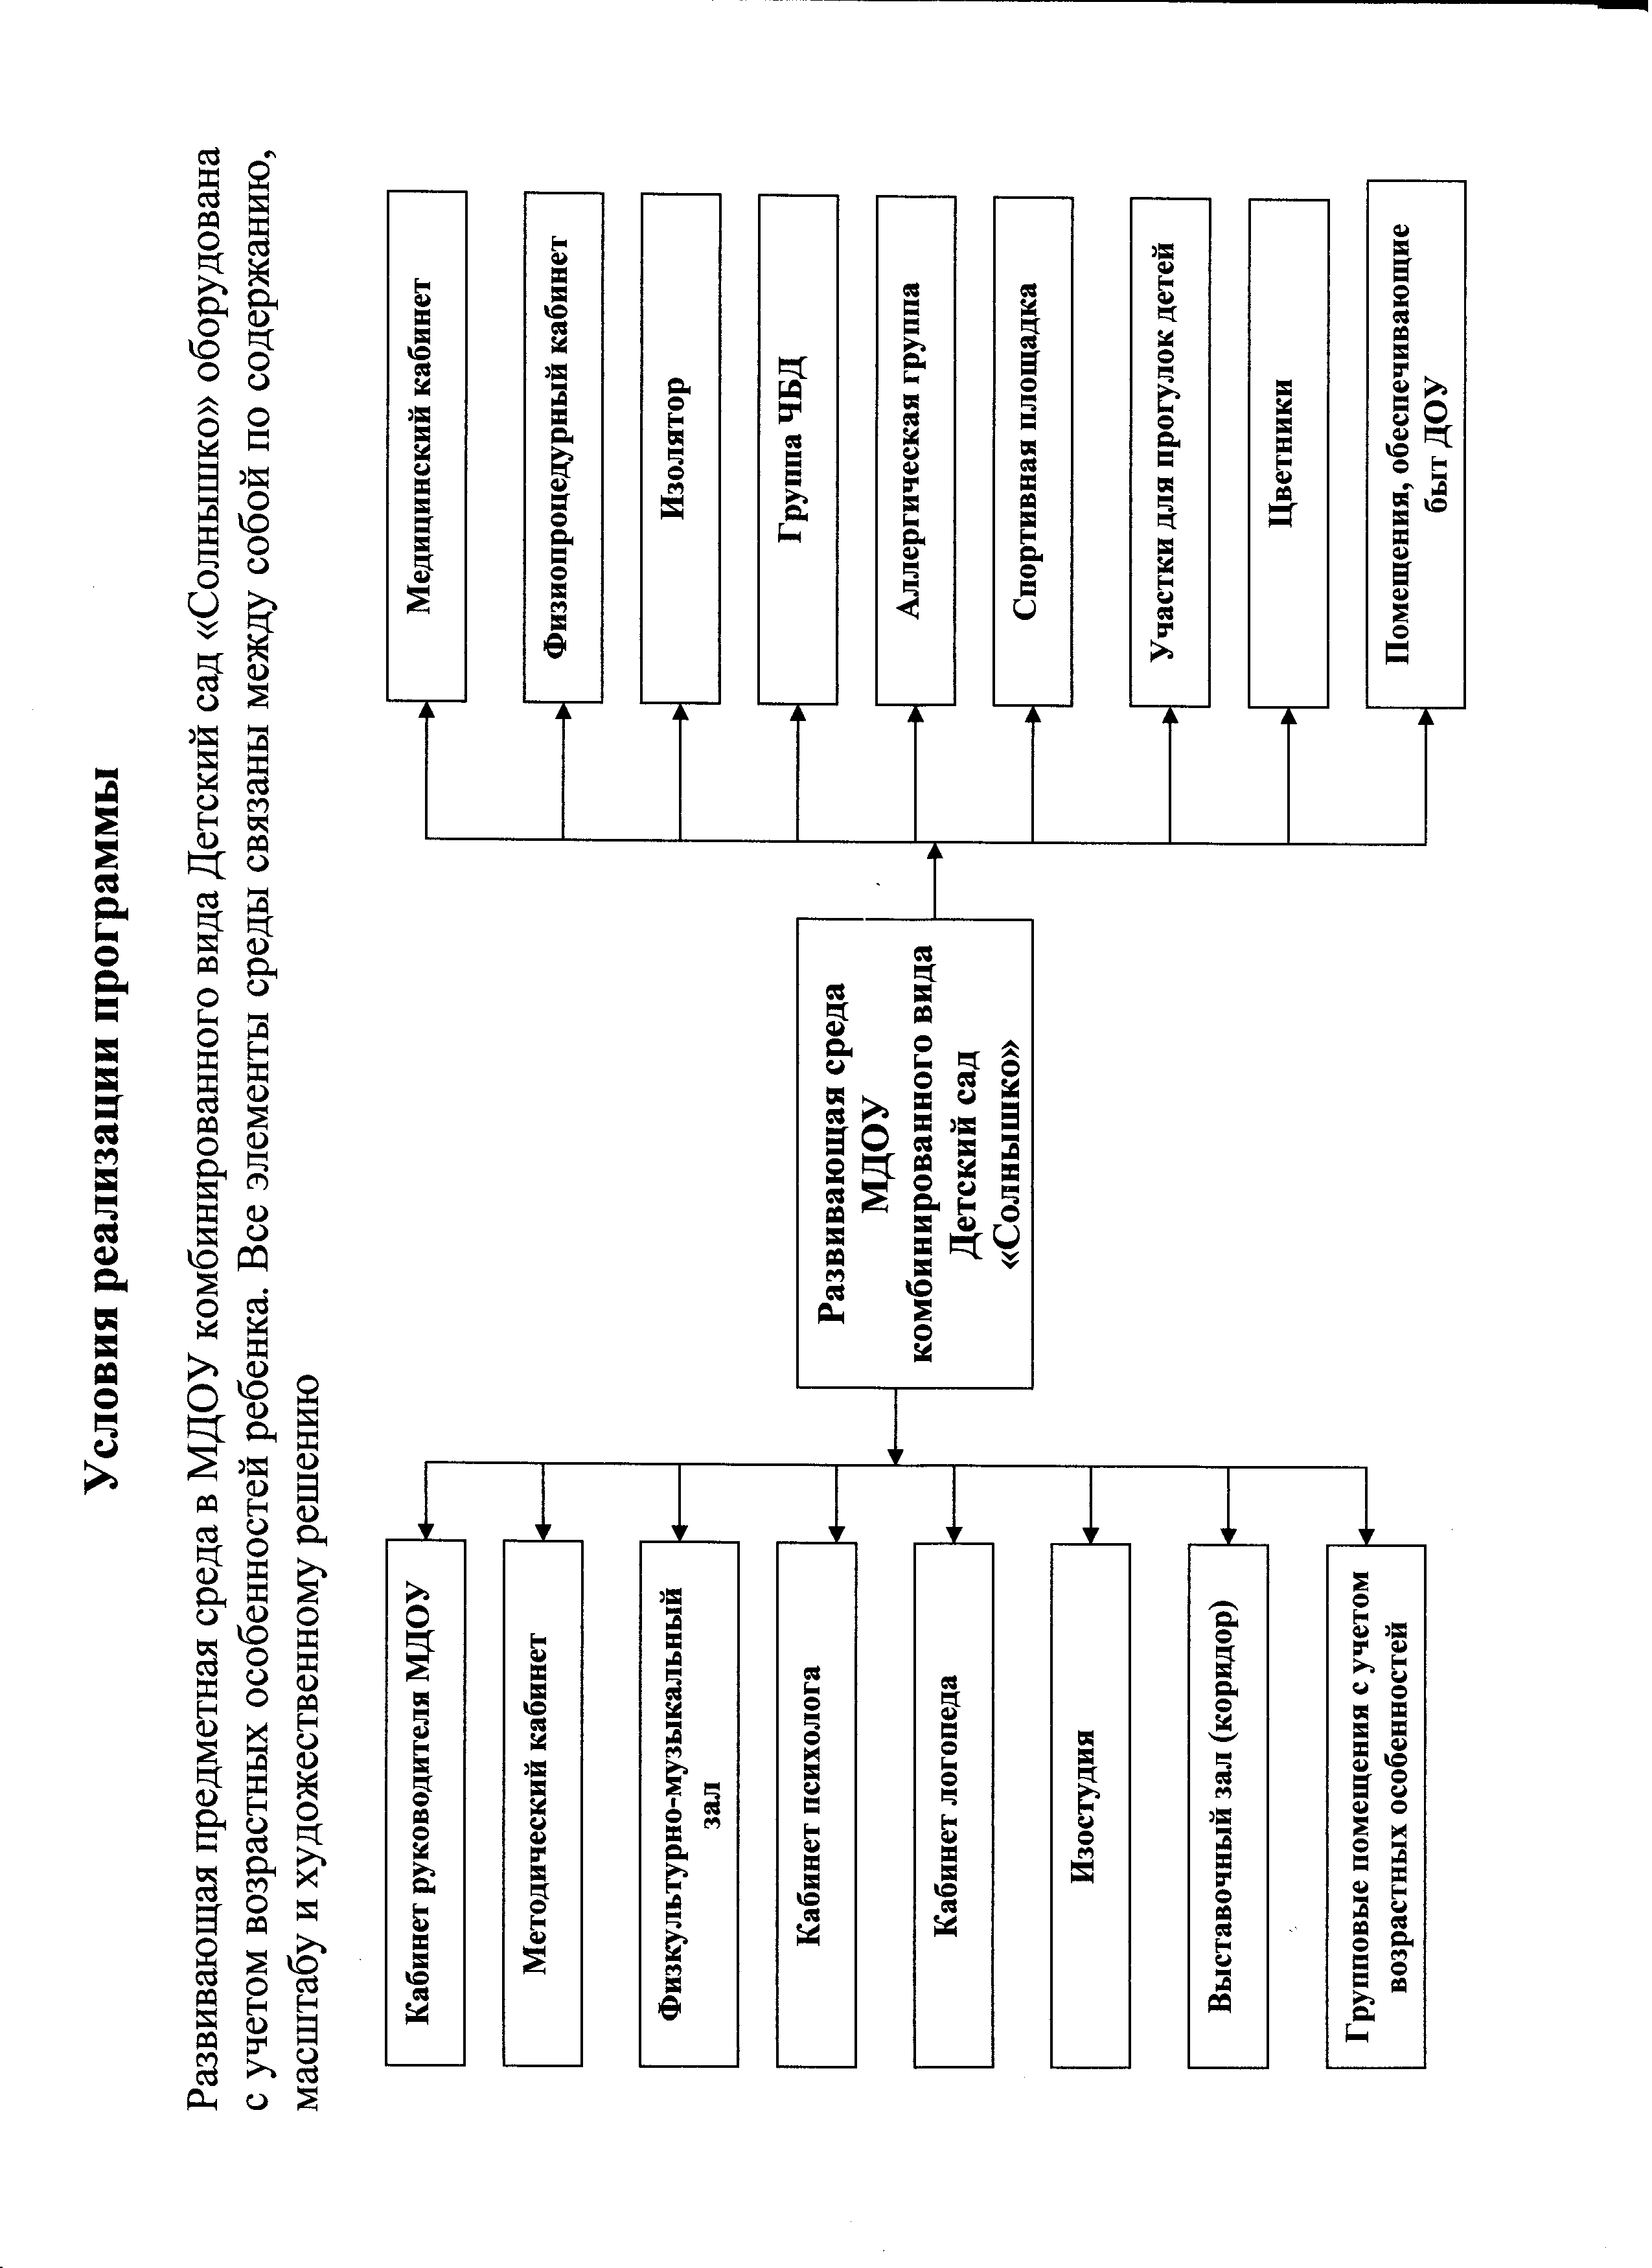 Условия реализации программы
Развивающая предметная среда в МДОУ комбинированного вида Детский сад «Солнышко» оборудована
с учетом возрастных особенностей ребенка. Все элементы среды связаны между собой по содержанию,
масштабу и художественному решению
Кабинет руководителя МДОУ
Методический кабинет
Физкультурно-музыкальный
зал
Кабинет психолога
Кабинет логопеда
Изостудия
Выставочный зал (коридор)
Групповые помещения с учетом
возрастных особенностей
Развивающая среда
МДОУ
комбинированного вида
Детский сад
«Солнышко»
Медицинский кабинет
Физиопроцедурный кабинет
Изолятор
Группа ЧБД
Аллергическая группа
Спортивная площадка
Участки для прогулок детей
Цветники
Помещения, обеспечивающие
быт ДОУ